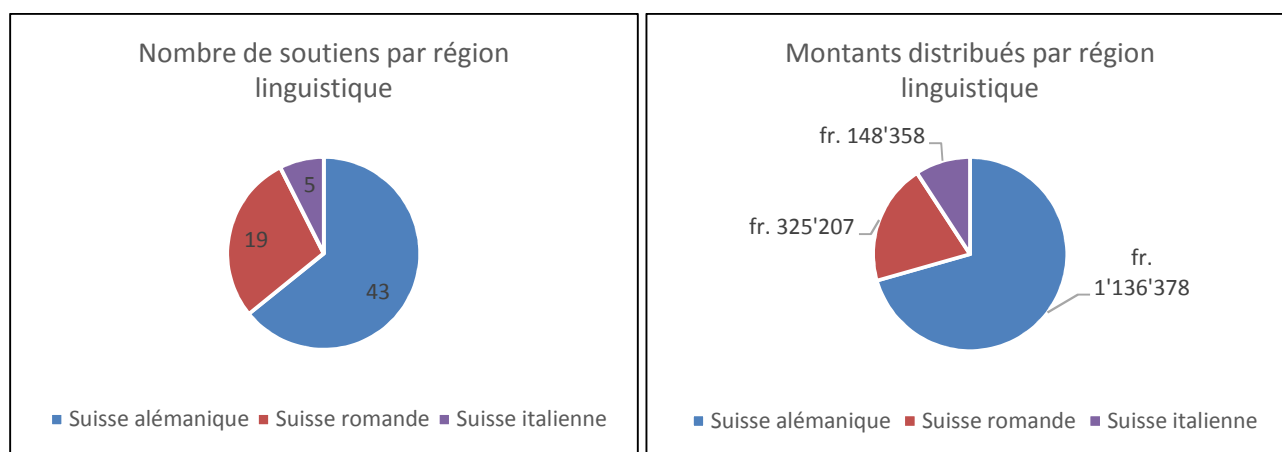 Nombre de soutiens par région
linguistique
5
19
43
Suisse alémanique Suisse romande Suisse italienne
Montants distribués par région
linguistique
fr. 148'358
fr. 325'207
fr.
1'136'378
Suisse alémanique Suisse romande Suisse italienne